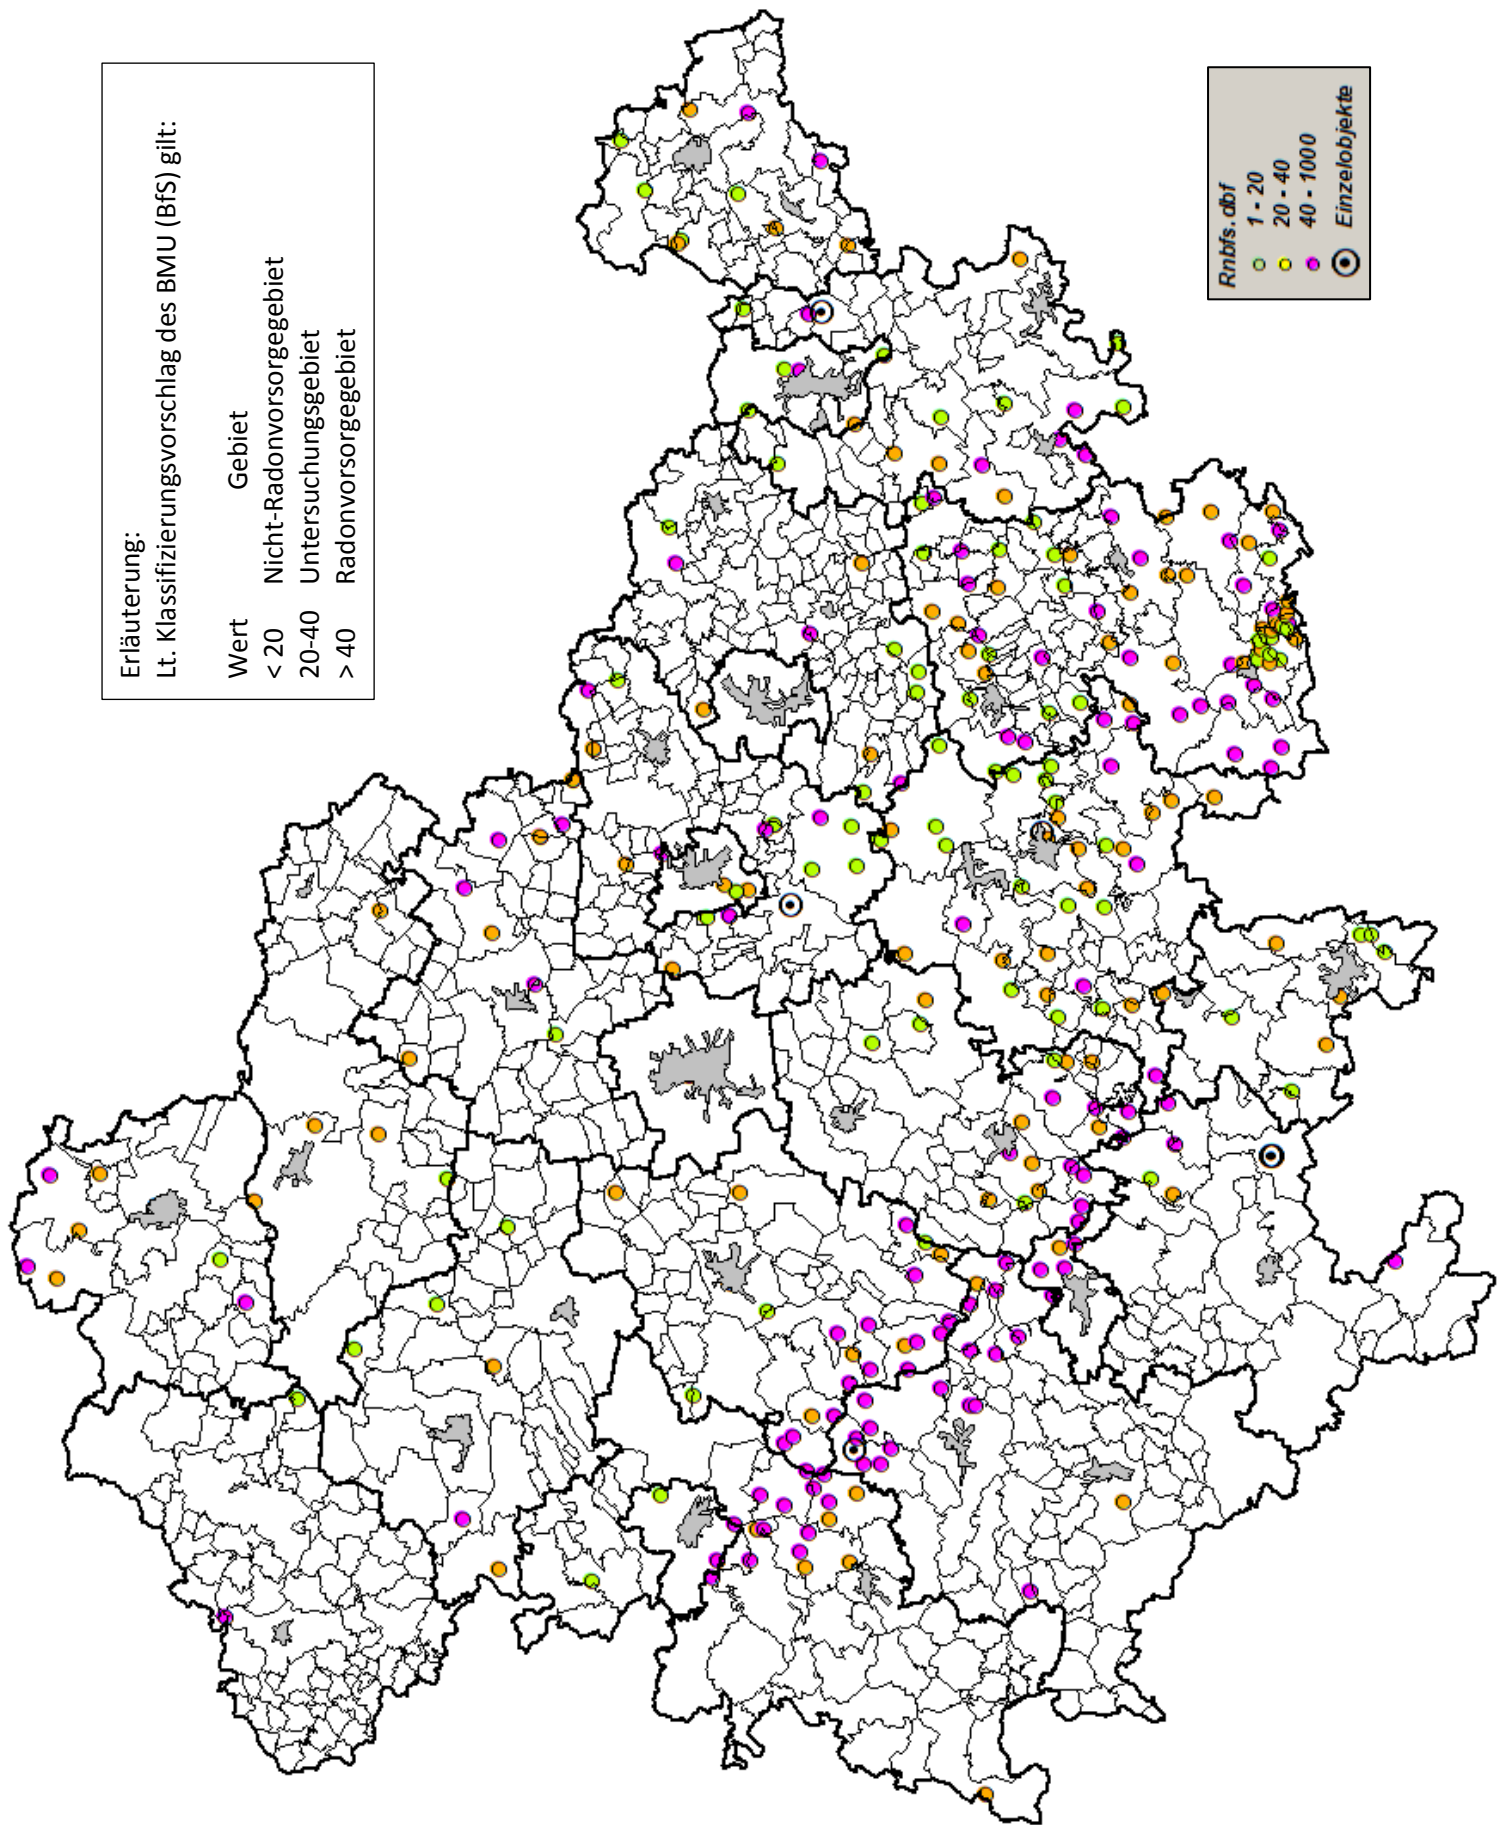 Erläuterung:
Lt. Klassifizierungsvorschlag des BMU (BfS) gilt:
Wert Gebiet
< 20 Nicht-Radonvorsorgegebiet
20-40 Untersuchungsgebiet
> 40 Radonvorsorgegebiet
Rnbfs.dbf
1 - 20
20 - 40
40 - 1000
Einzelobjekte